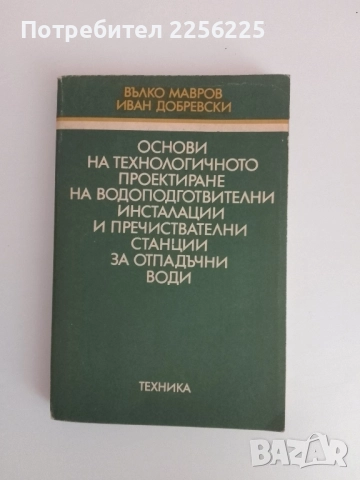 Потребител 2256225
ВЪЛКО МАВРОВ
ИВАН ДОБРЕВСКИ
ОСНОВИ
НА ТЕХНОЛОГИЧНОТО
ПРОЕКТИРАНЕ
НА ВОДОПОДГОТВИТЕЛНИ
ИНСТАЛАЦИИ
И ПРЕЧИСТВАТЕЛНИ
СТАНЦИИ
ЗА ОТПАДЪЧНИ
ВОДИ
ТЕХНИКА
BAZAR